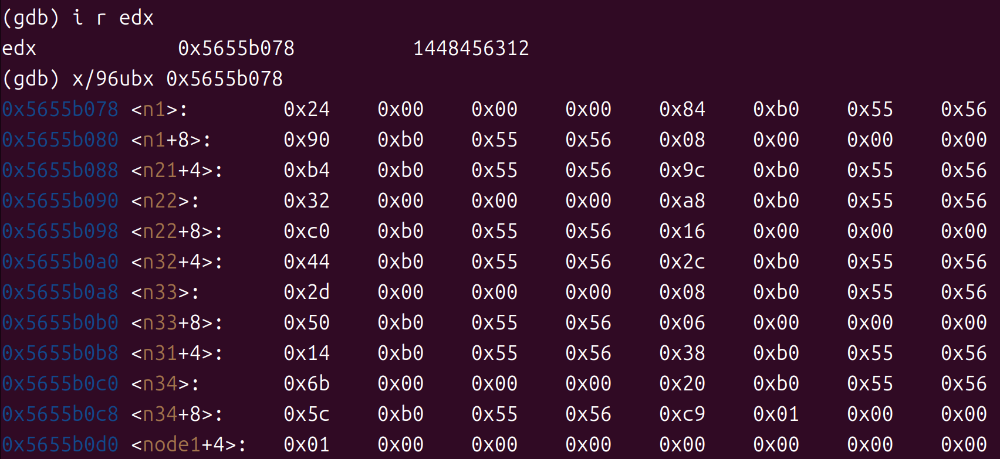 (gdb) i r edx
edx 0x5655b078 1448456312
(gdb) x/96ubx 0x5655b078
0x5655b078 <n1>: 0x24 0x00 0x00 0x00 0x84 0xb0 0x55 0x56
0x5655b080 <n1+8>: 0x90 0xb0 0x55 0x56 0x08 0x00 0x00 0x00
0x5655b088 <n21+4>: 0xb4 0xb0 0x55 0x56 0x9c 0xb0 0x55 0x56
0x5655b090 <n22>: 0x32 0x00 0x00 0x00 0xa8 0xb0 0x55 0x56
0x5655b098 <n22+8>: 0xc0 0xb0 0x55 0x56 0x16 0x00 0x00 0x00
0x5655b0a0 <n32+4>: 0x44 0xb0 0x55 0x56 0x2c 0xb0 0x55 0x56
0x5655b0a8 <n33>: 0x2d 0x00 0x00 0x00 0x08 0xb0 0x55 0x56
0x5655b0b0 <n33+8>: 0x50 0xb0 0x55 0x56 0x06 0x00 0x00 0x00
0x5655b0b8 <n31+4>: 0x14 0xb0 0x55 0x56 0x38 0xb0 0x55 0x56
0x5655b0c0 <n34>: 0x6b 0x00 0x00 0x00 0x20 0xb0 0x55 0x56
0x5655b0c8 <n34+8>: 0x5c 0xb0 0x55 0x56 0xc9 0x01 0x00 0x00
0x5655b0d0 <node1+4>: 0x01 0x00 0x00 0x00 0x00 0x00 0x00 0x00